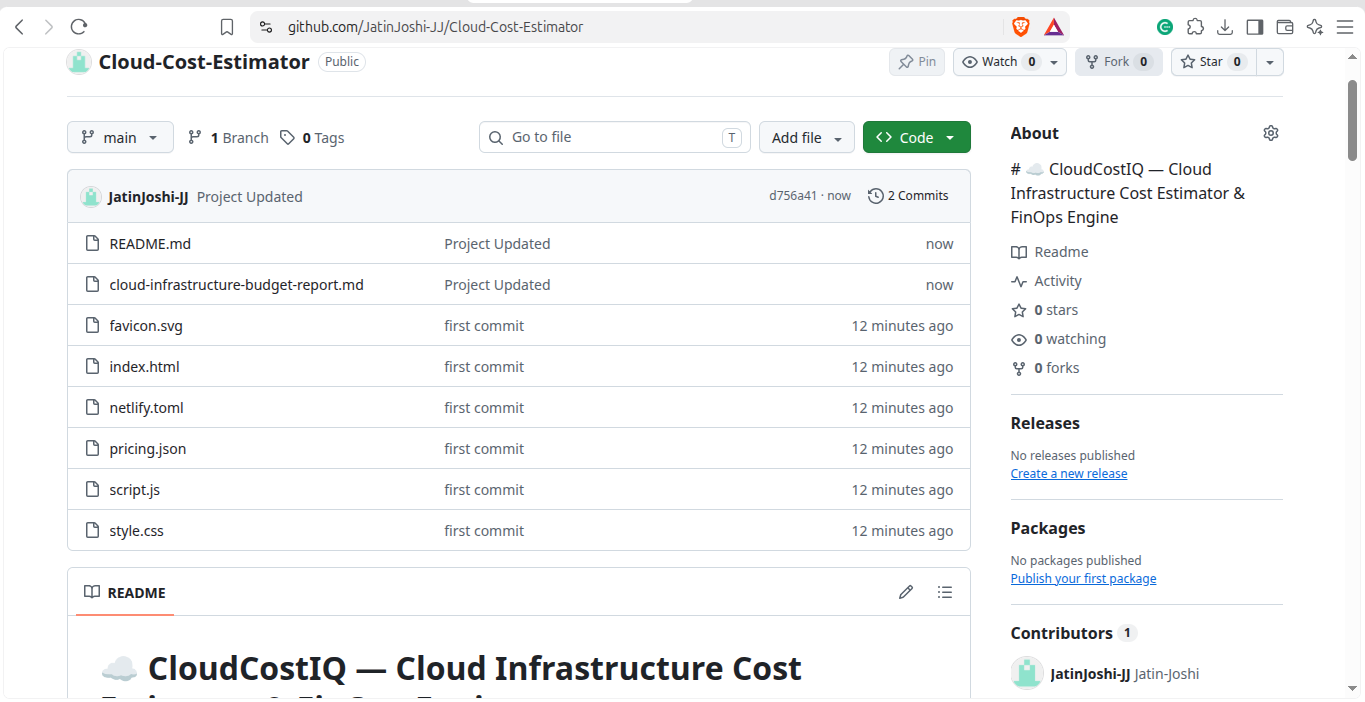 github.com/JatinJoshi-JJ/Cloud-Cost-Estimator
Cloud-Cost-Estimator Public
Pin Watch 0 Fork 0 Star 0
main 1 Branch 0 Tags Go to file T Add file Code
JatinJoshi-JJ Project Updated d756a41 · now 2 Commits
README.md Project Updated now
cloud-infrastructure-budget-report.md Project Updated now
favicon.svg first commit 12 minutes ago
index.html first commit 12 minutes ago
netlify.toml first commit 12 minutes ago
pricing.json first commit 12 minutes ago
script.js first commit 12 minutes ago
style.css first commit 12 minutes ago
README
☁️ CloudCostIQ — Cloud Infrastructure Cost
About
# ☁️ CloudCostIQ — Cloud
Infrastructure Cost Estimator &
FinOps Engine
Readme
Activity
0 stars
0 watching
0 forks
Releases
No releases published
Create a new release
Packages
No packages published
Publish your first package
Contributors 1
JatinJoshi-JJ Jatin-Joshi